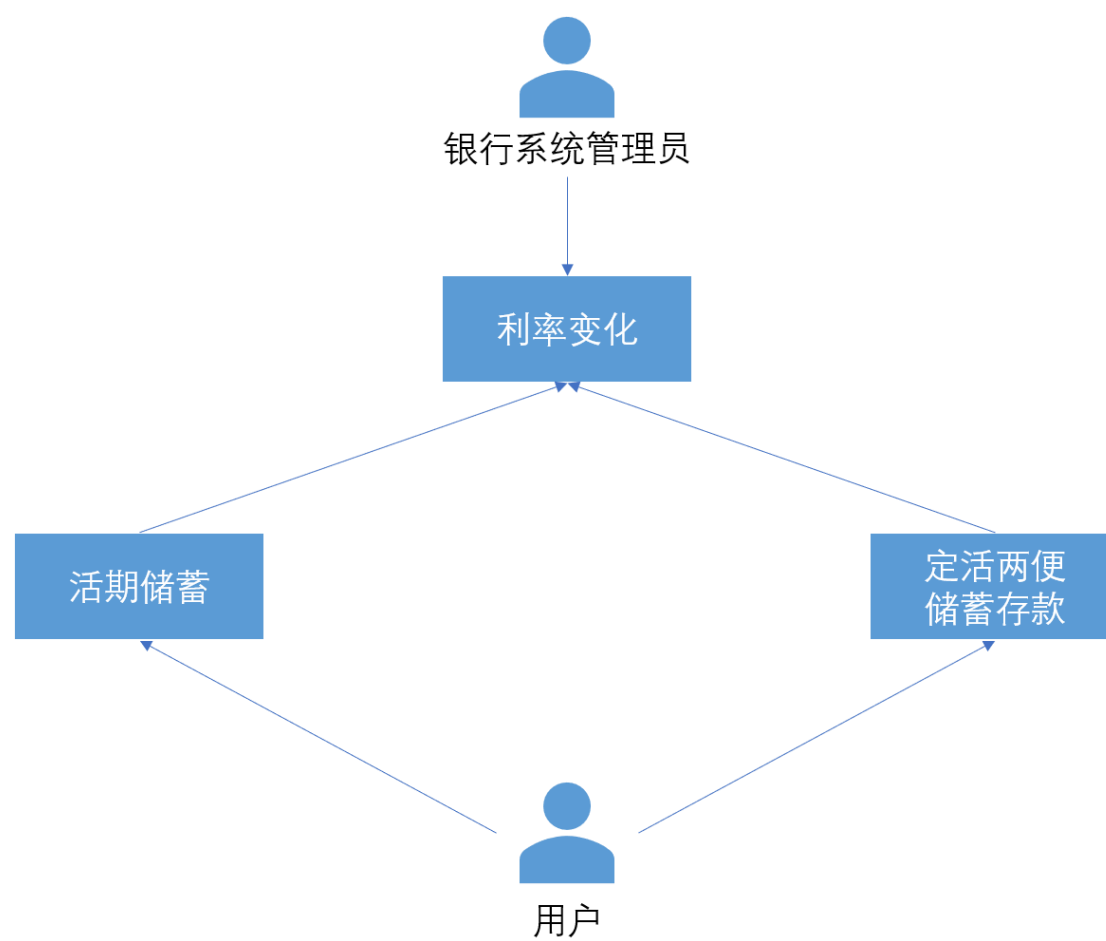 银行系统管理员
利率变化
活期储蓄
定活两便
储蓄存款
用户